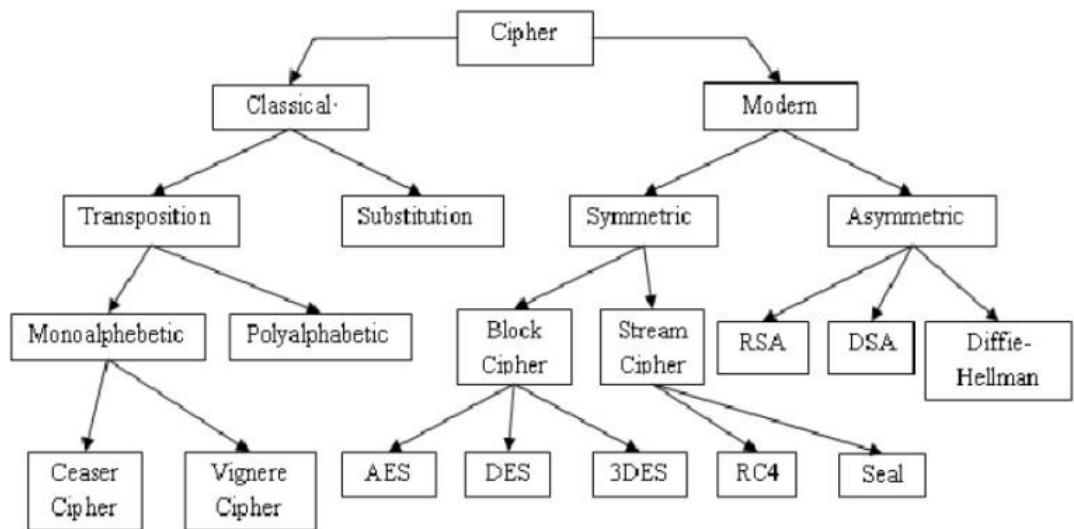 Cipher
Classical·
Modern
Transposition
Substitution
Symmetric
Asymmetric
Monoalphebetic
Polyalphabetic
Block
Cipher
Stream
Cipher
RSA
DSA
Diffie-
Hellman
Ceaser
Cipher
Vignere
Cipher
AES
DES
3DES
RC4
Seal